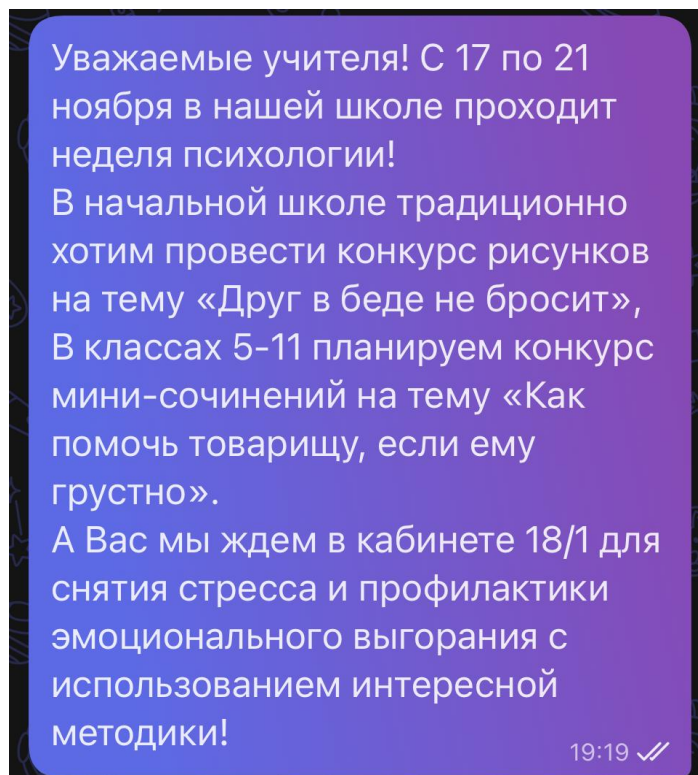 Уважаемые учителя! С 17 по 21
ноября в нашей школе проходит
неделя психологии!
В начальной школе традиционно
хотим провести конкурс рисунков
на тему «Друг в беде не бросит»,
В классах 5-11 планируем конкурс
мини-сочинений на тему «Как
помочь товарищу, если ему
грустно».
А Вас мы ждем в кабинете 18/1 для
снятия стресса и профилактики
эмоционального выгорания с
использованием интересной
методики!
19:19